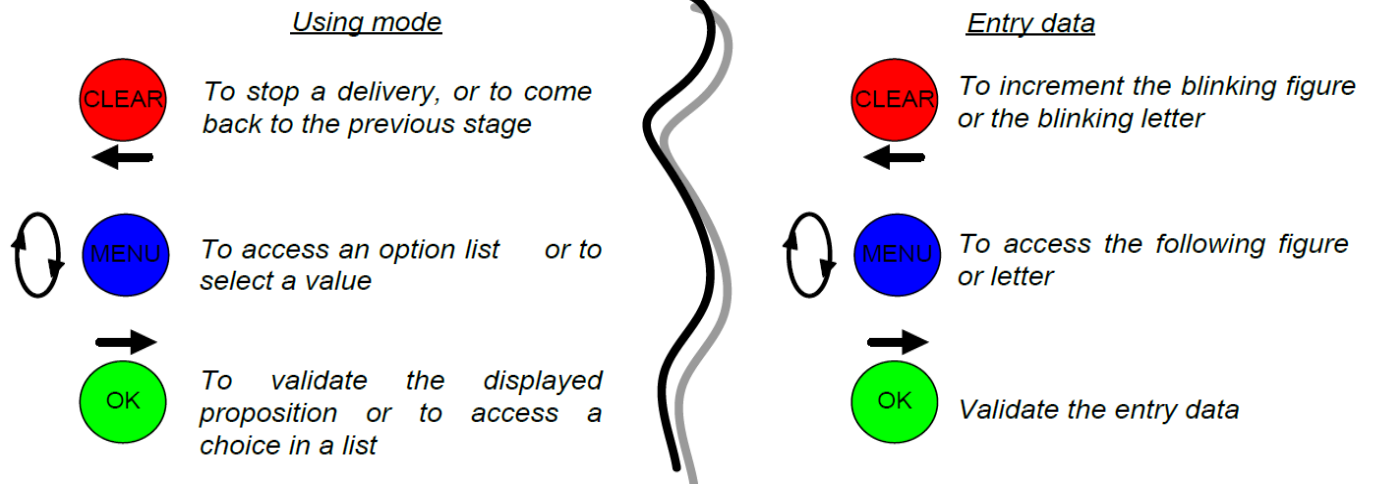 Using mode
CLEAR
To stop a delivery, or to come
back to the previous stage
MENU
To access an option list or to
select a value
OK
To validate the displayed
proposition or to access a
choice in a list
Entry data
CLEAR
To increment the blinking figure
or the blinking letter
MENU
To access the following figure
or letter
OK
Validate the entry data